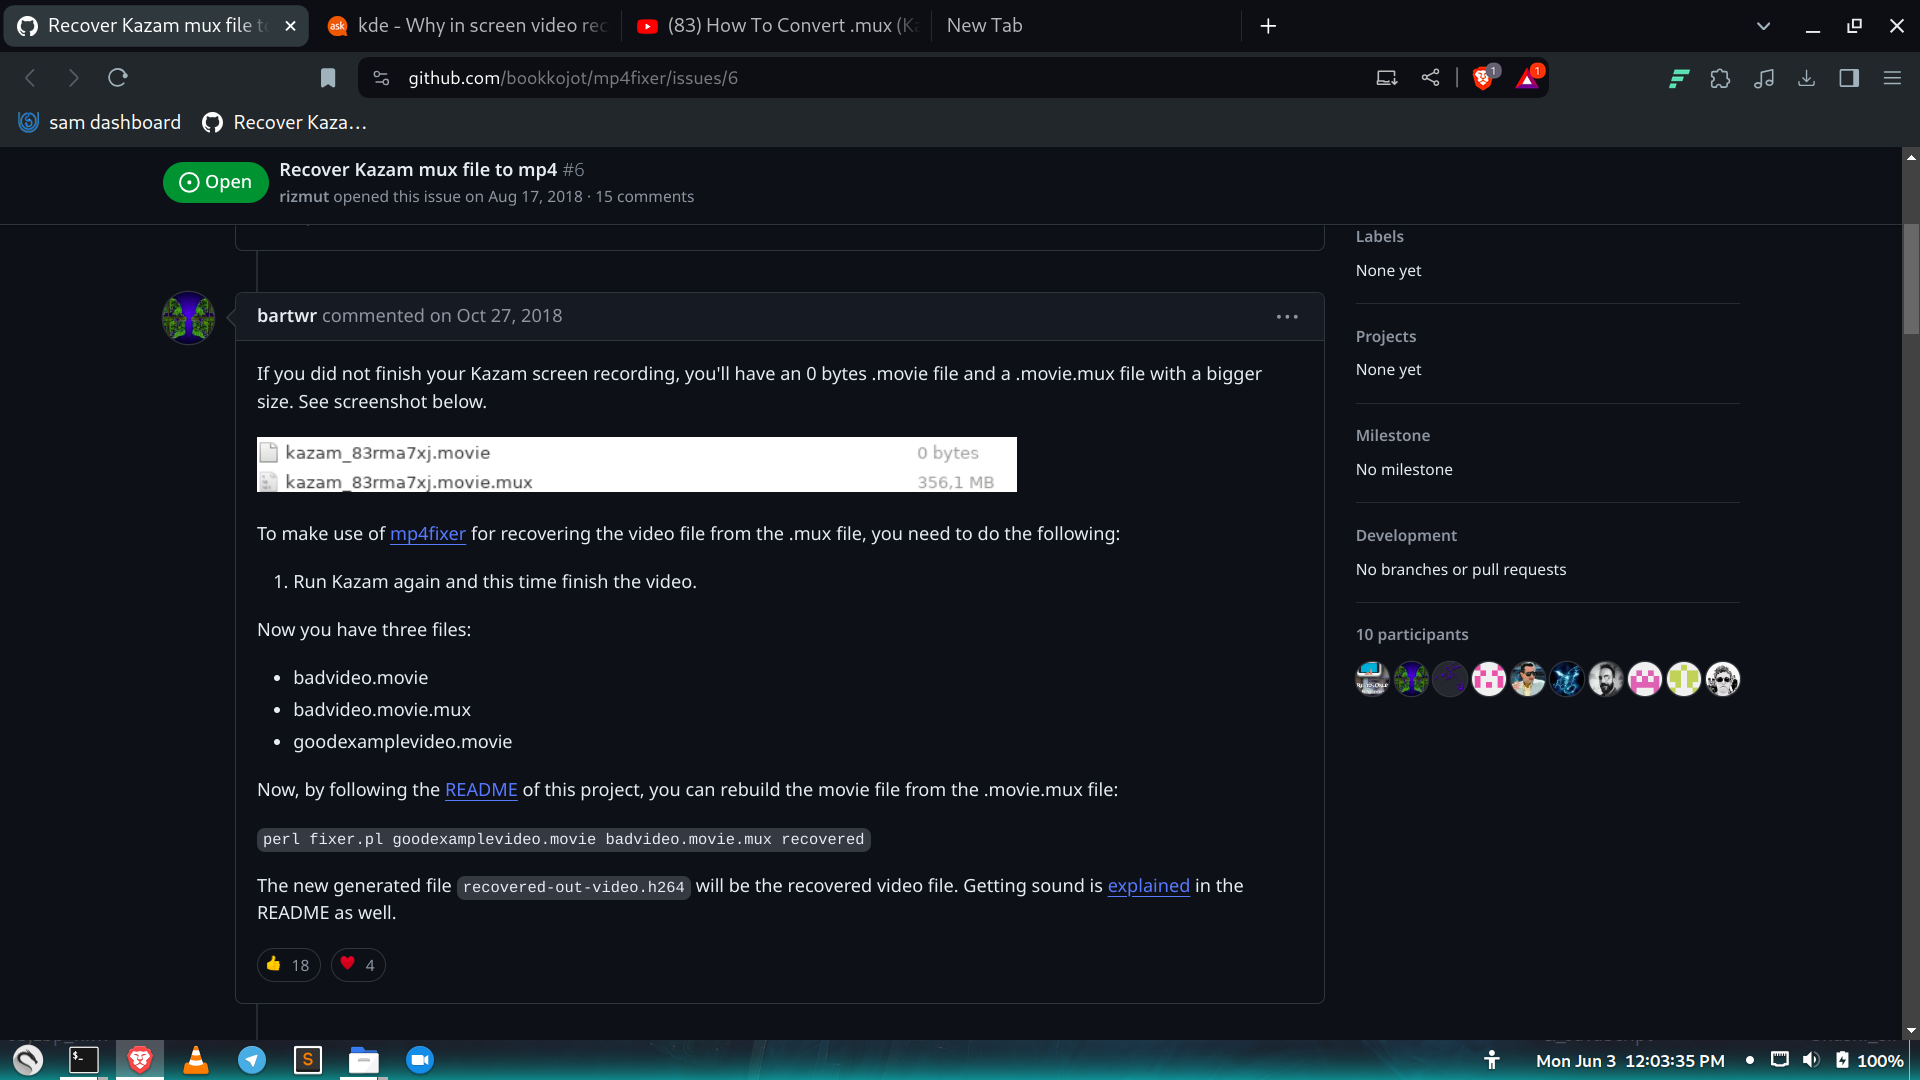 Recover Kazam mux file to
kde - Why in screen video rec
(83) How To Convert .mux (Ka
New Tab
github.com/bookkojot/mp4fixer/issues/6
1
1
sam dashboard
Recover Kaza...
Open
Recover Kazam mux file to mp4 #6
rizmut opened this issue on Aug 17, 2018 · 15 comments
Labels
None yet
Projects
None yet
Milestone
No milestone
Development
No branches or pull requests
10 participants
bartwr commented on Oct 27, 2018
If you did not finish your Kazam screen recording, you'll have an 0 bytes .movie file and a .movie.mux file with a bigger
size. See screenshot below.
kazam_83rma7xj.movie 0 bytes
kazam_83rma7xj.movie.mux 356,1 MB
To make use of mp4fixer for recovering the video file from the .mux file, you need to do the following:
1. Run Kazam again and this time finish the video.
Now you have three files:
• badvideo.movie
• badvideo.movie.mux
• goodexamplevideo.movie
Now, by following the README of this project, you can rebuild the movie file from the .movie.mux file:
perl fixer.pl goodexamplevideo.movie badvideo.movie.mux recovered
The new generated file recovered-out-video.h264 will be the recovered video file. Getting sound is explained in the
README as well.
👍 18 ❤️ 4
Mon Jun 3 12:03:35 PM
100%